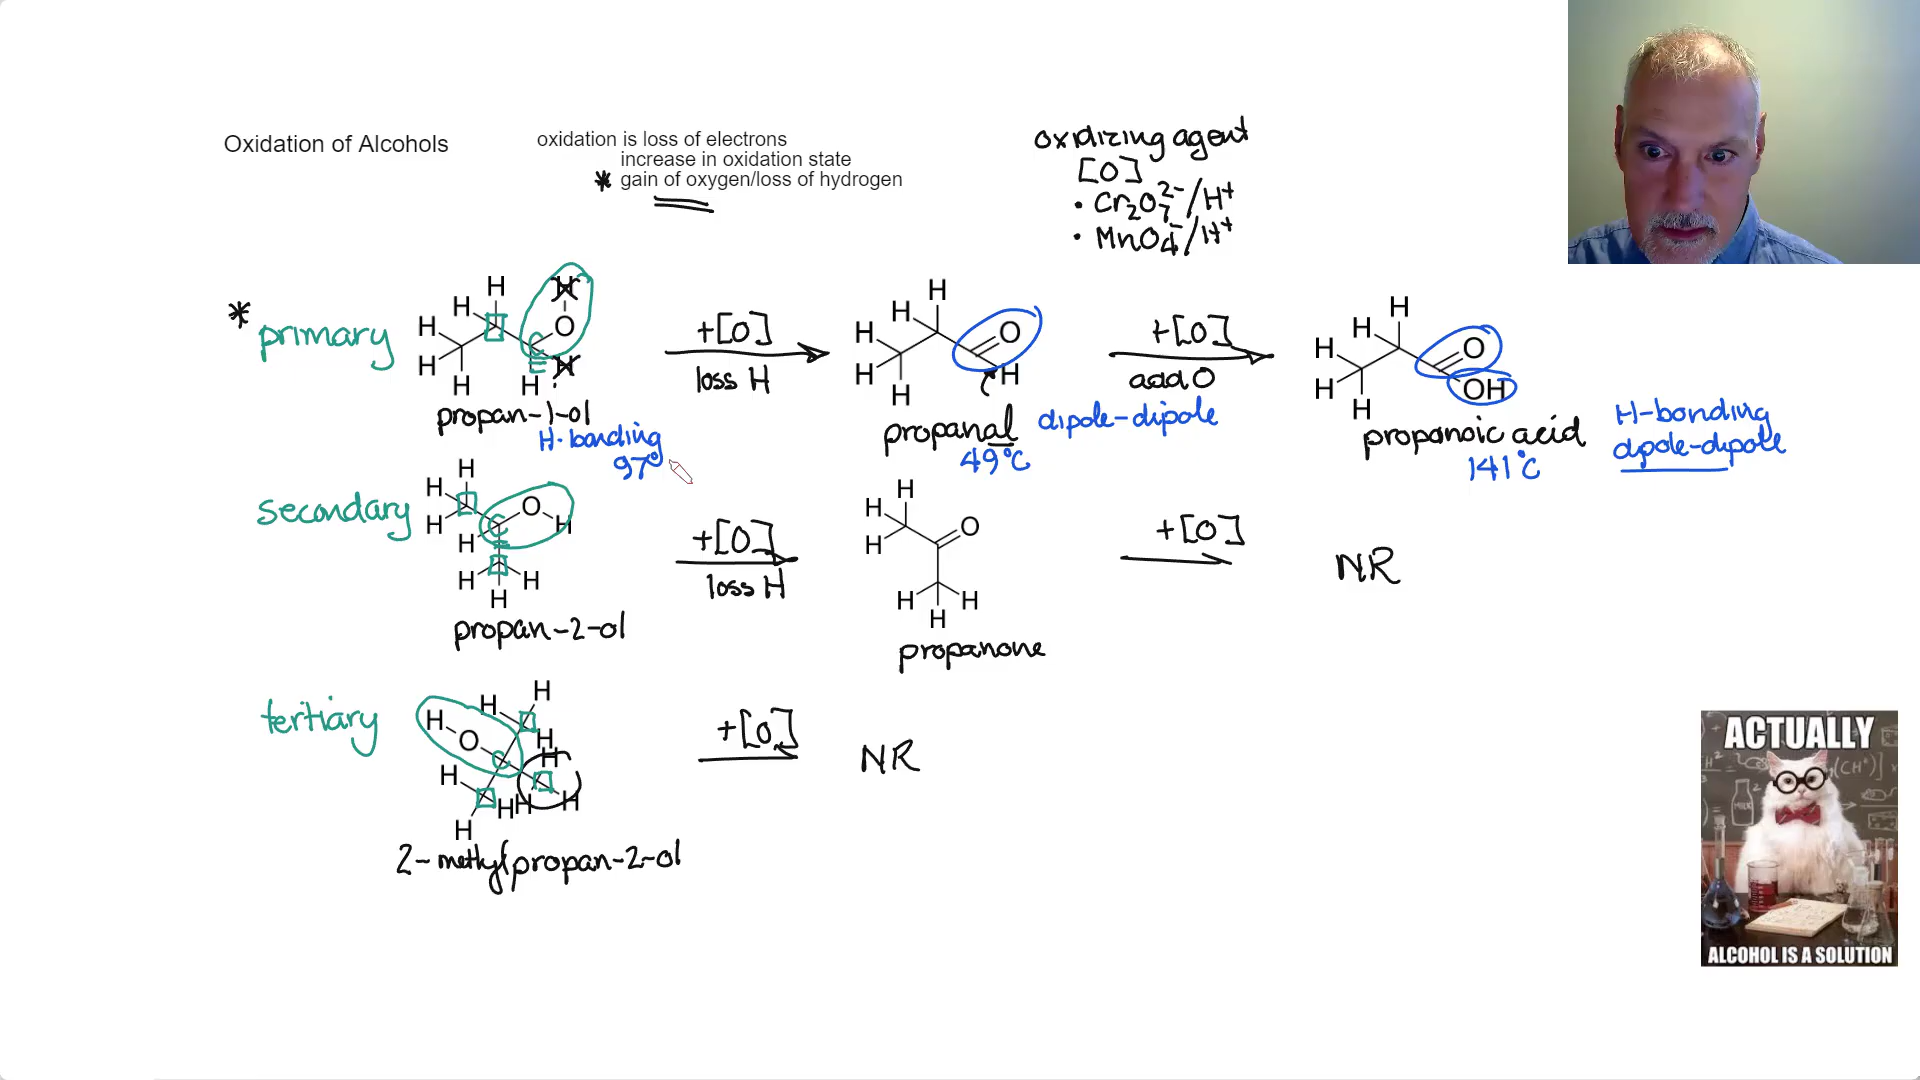 Oxidation of Alcohols
oxidation is loss of electrons
increase in oxidation state
* gain of oxygen/loss of hydrogen
oxidizing agent
[O]
• Cr₂O₇²⁻/H⁺
• MnO₄⁻/H⁺
* primary
H
H
H
H
H
H
O
C
H
H
propan-1-ol
H-bonding
97°
+[O]
loss H
H
H
H
H
H
O
H
propanal
49°C
dipole-dipole
+[O]
add O
H
H
H
H
H
O
OH
propanoic acid
141°C
H-bonding
dipole-dipole
secondary
H
H
H
H
C
O
H
H
H
H
propan-2-ol
+[O]
loss H
H
H
H
O
H
H
H
propanone
+[O]
NR
tertiary
H
O
C
H
H
H
H
H
H
H
H
H
2-methylpropan-2-ol
+[O]
NR
ACTUALLY
ALCOHOL IS A SOLUTION